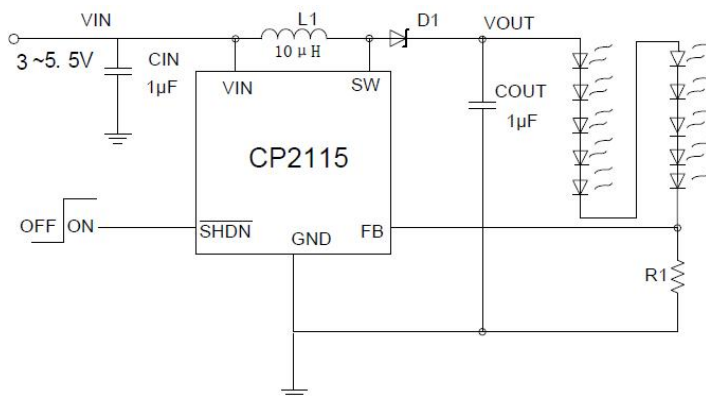 VIN
L1
D1
VOUT
3 ~5. 5V
CIN
1μF
10 μH
VIN
SW
COUT
1μF
CP2115
OFF
ON
SHDN
GND
FB
R1